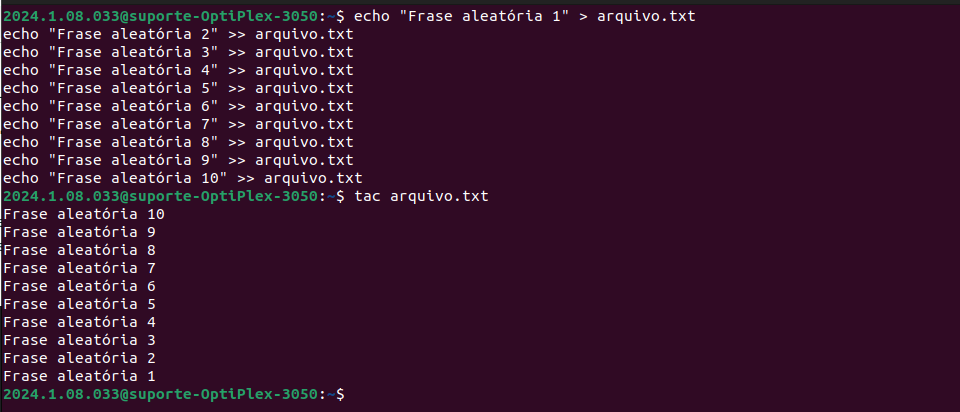 2024.1.08.033@suporte-OptiPlex-3050:~$ echo "Frase aleatória 1" > arquivo.txt
echo "Frase aleatória 2" >> arquivo.txt
echo "Frase aleatória 3" >> arquivo.txt
echo "Frase aleatória 4" >> arquivo.txt
echo "Frase aleatória 5" >> arquivo.txt
echo "Frase aleatória 6" >> arquivo.txt
echo "Frase aleatória 7" >> arquivo.txt
echo "Frase aleatória 8" >> arquivo.txt
echo "Frase aleatória 9" >> arquivo.txt
echo "Frase aleatória 10" >> arquivo.txt
2024.1.08.033@suporte-OptiPlex-3050:~$ tac arquivo.txt
Frase aleatória 10
Frase aleatória 9
Frase aleatória 8
Frase aleatória 7
Frase aleatória 6
Frase aleatória 5
Frase aleatória 4
Frase aleatória 3
Frase aleatória 2
Frase aleatória 1
2024.1.08.033@suporte-OptiPlex-3050:~$